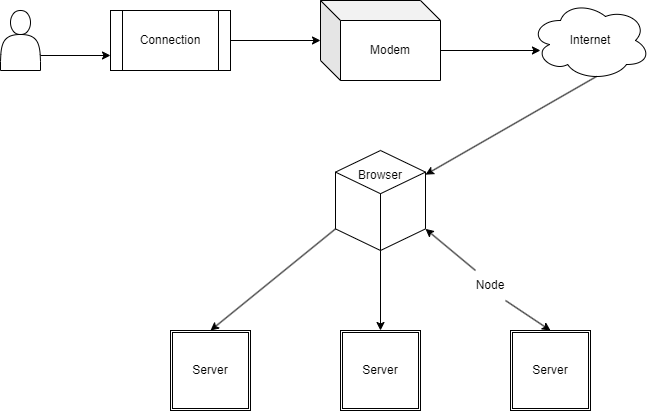 Connection
Modem
Internet
Browser
Node
Server
Server
Server